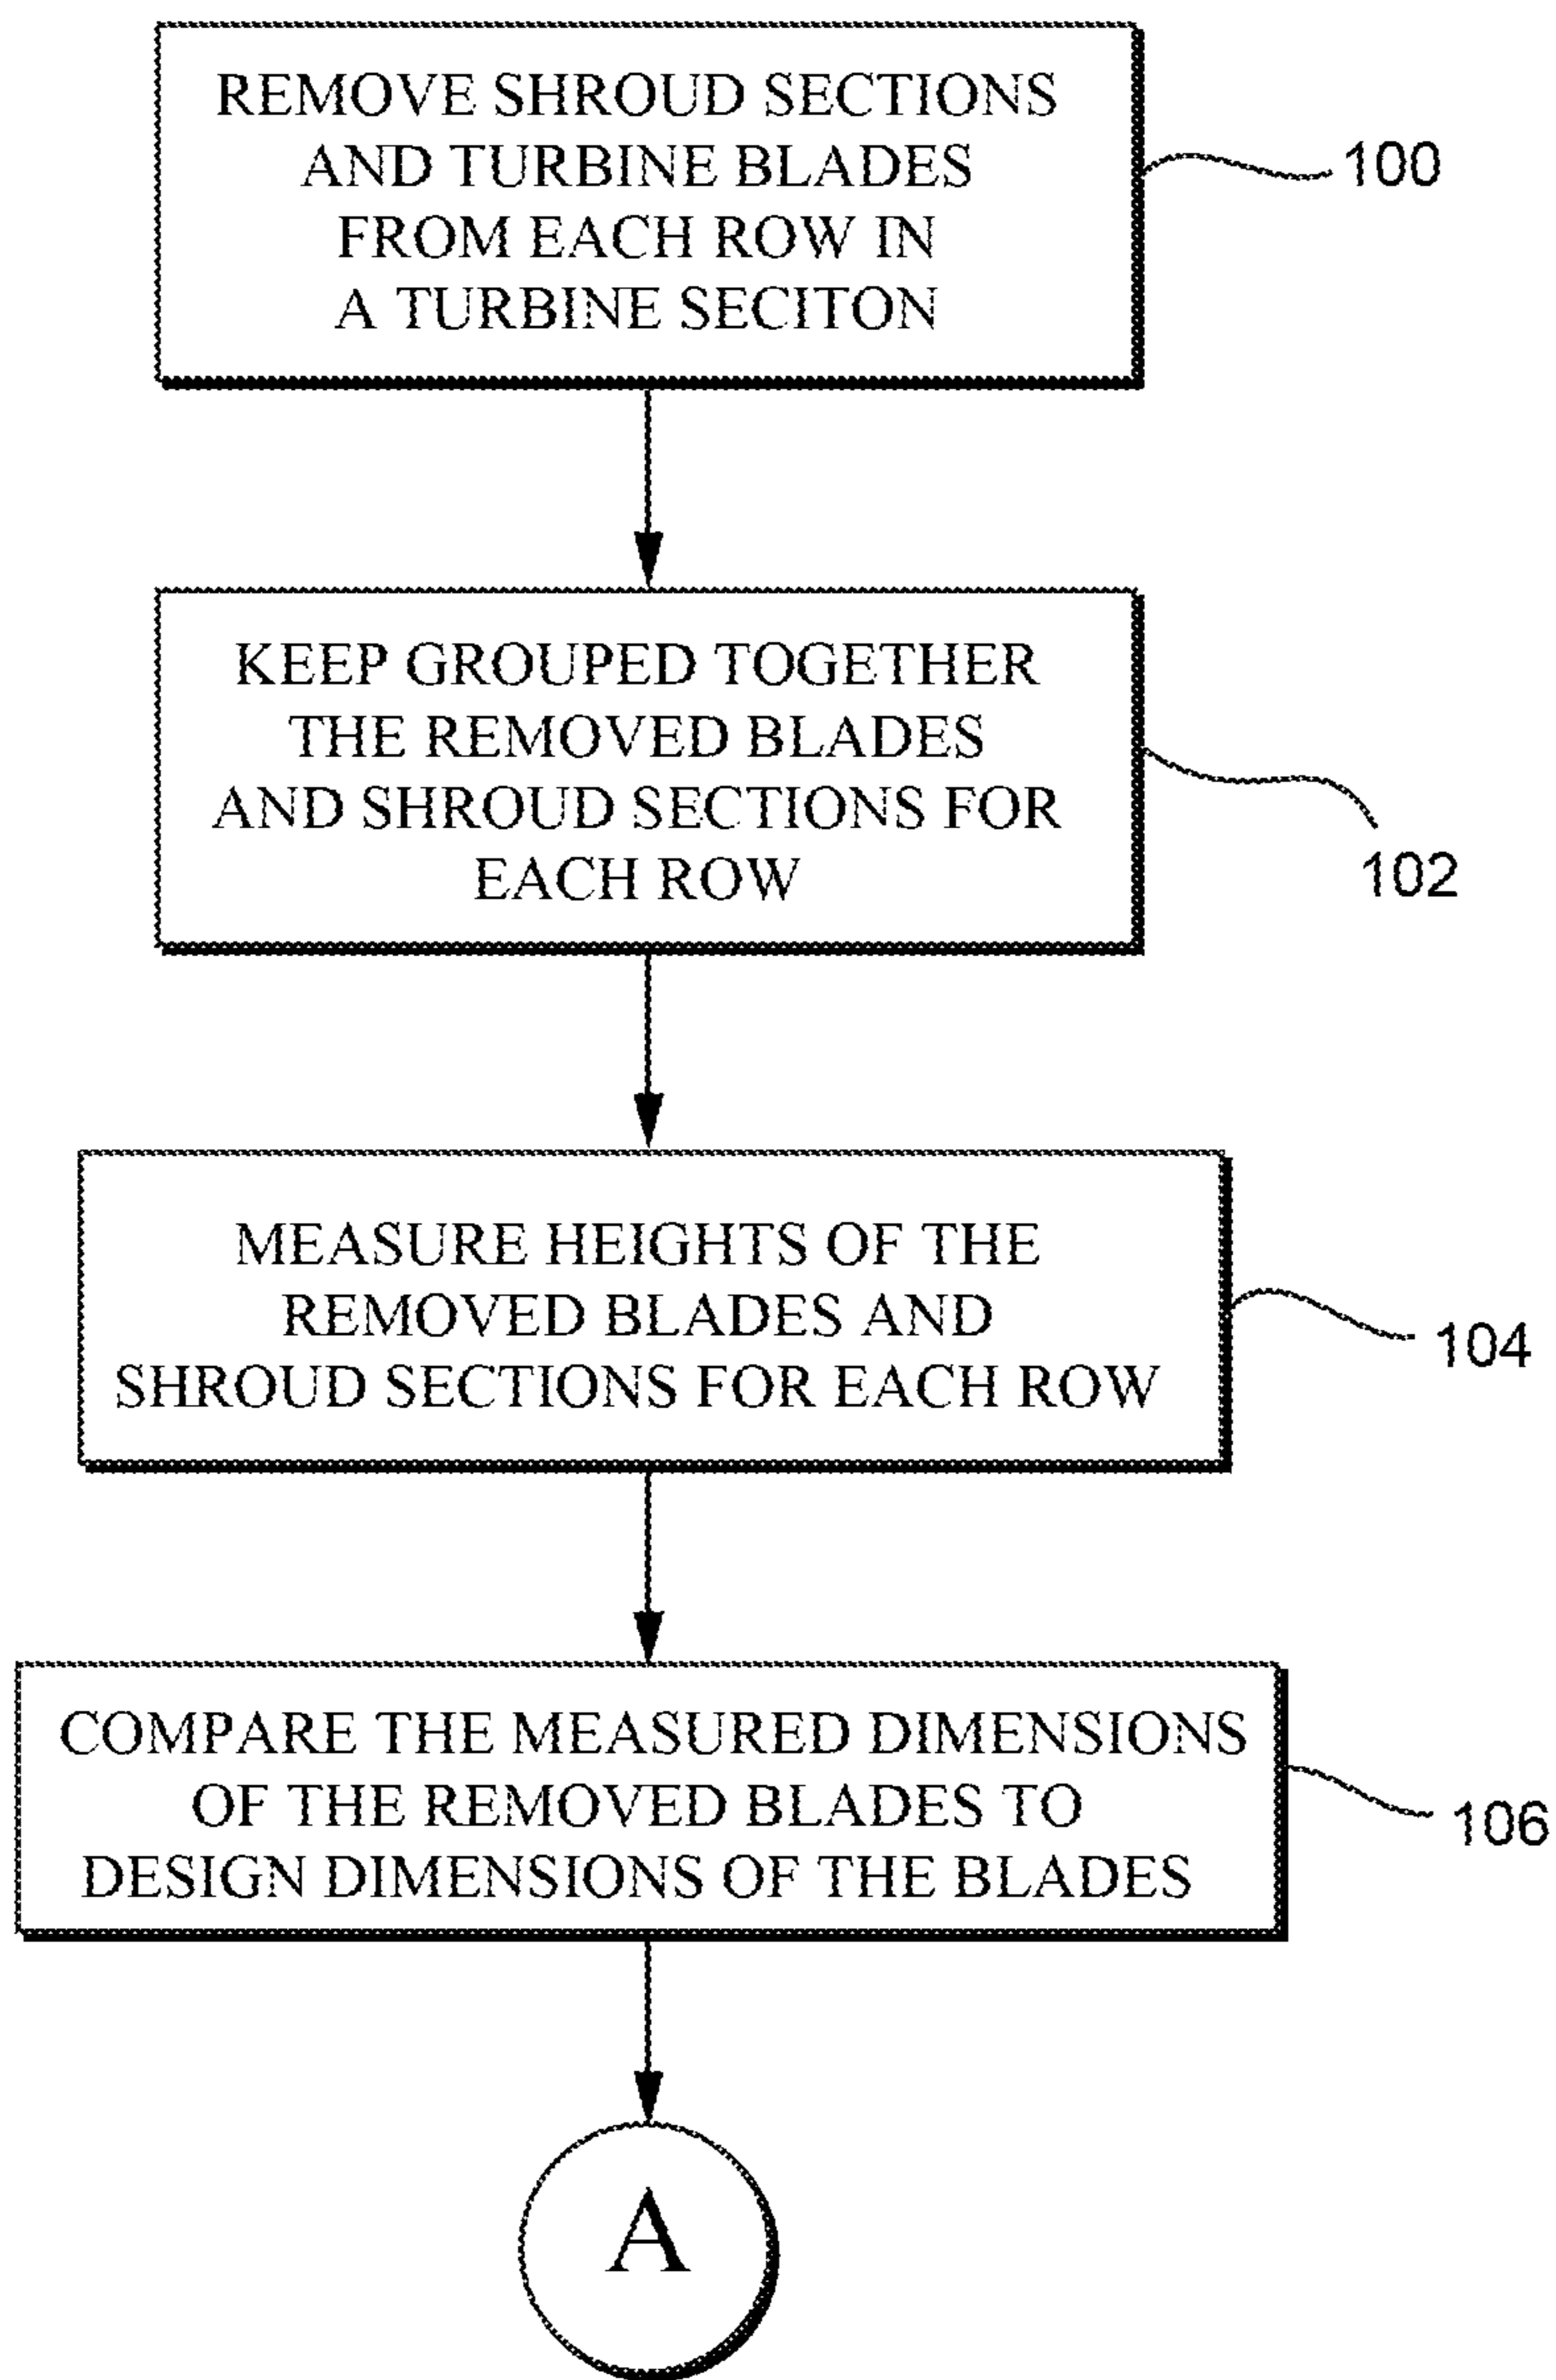 REMOVE SHROUD SECTIONS
AND TURBINE BLADES
FROM EACH ROW IN
A TURBINE SECITON
100
KEEP GROUPED TOGETHER
THE REMOVED BLADES
AND SHROUD SECTIONS FOR
EACH ROW
102
MEASURE HEIGHTS OF THE
REMOVED BLADES AND
SHROUD SECTIONS FOR EACH ROW
104
COMPARE THE MEASURED DIMENSIONS
OF THE REMOVED BLADES TO
DESIGN DIMENSIONS OF THE BLADES
106
A